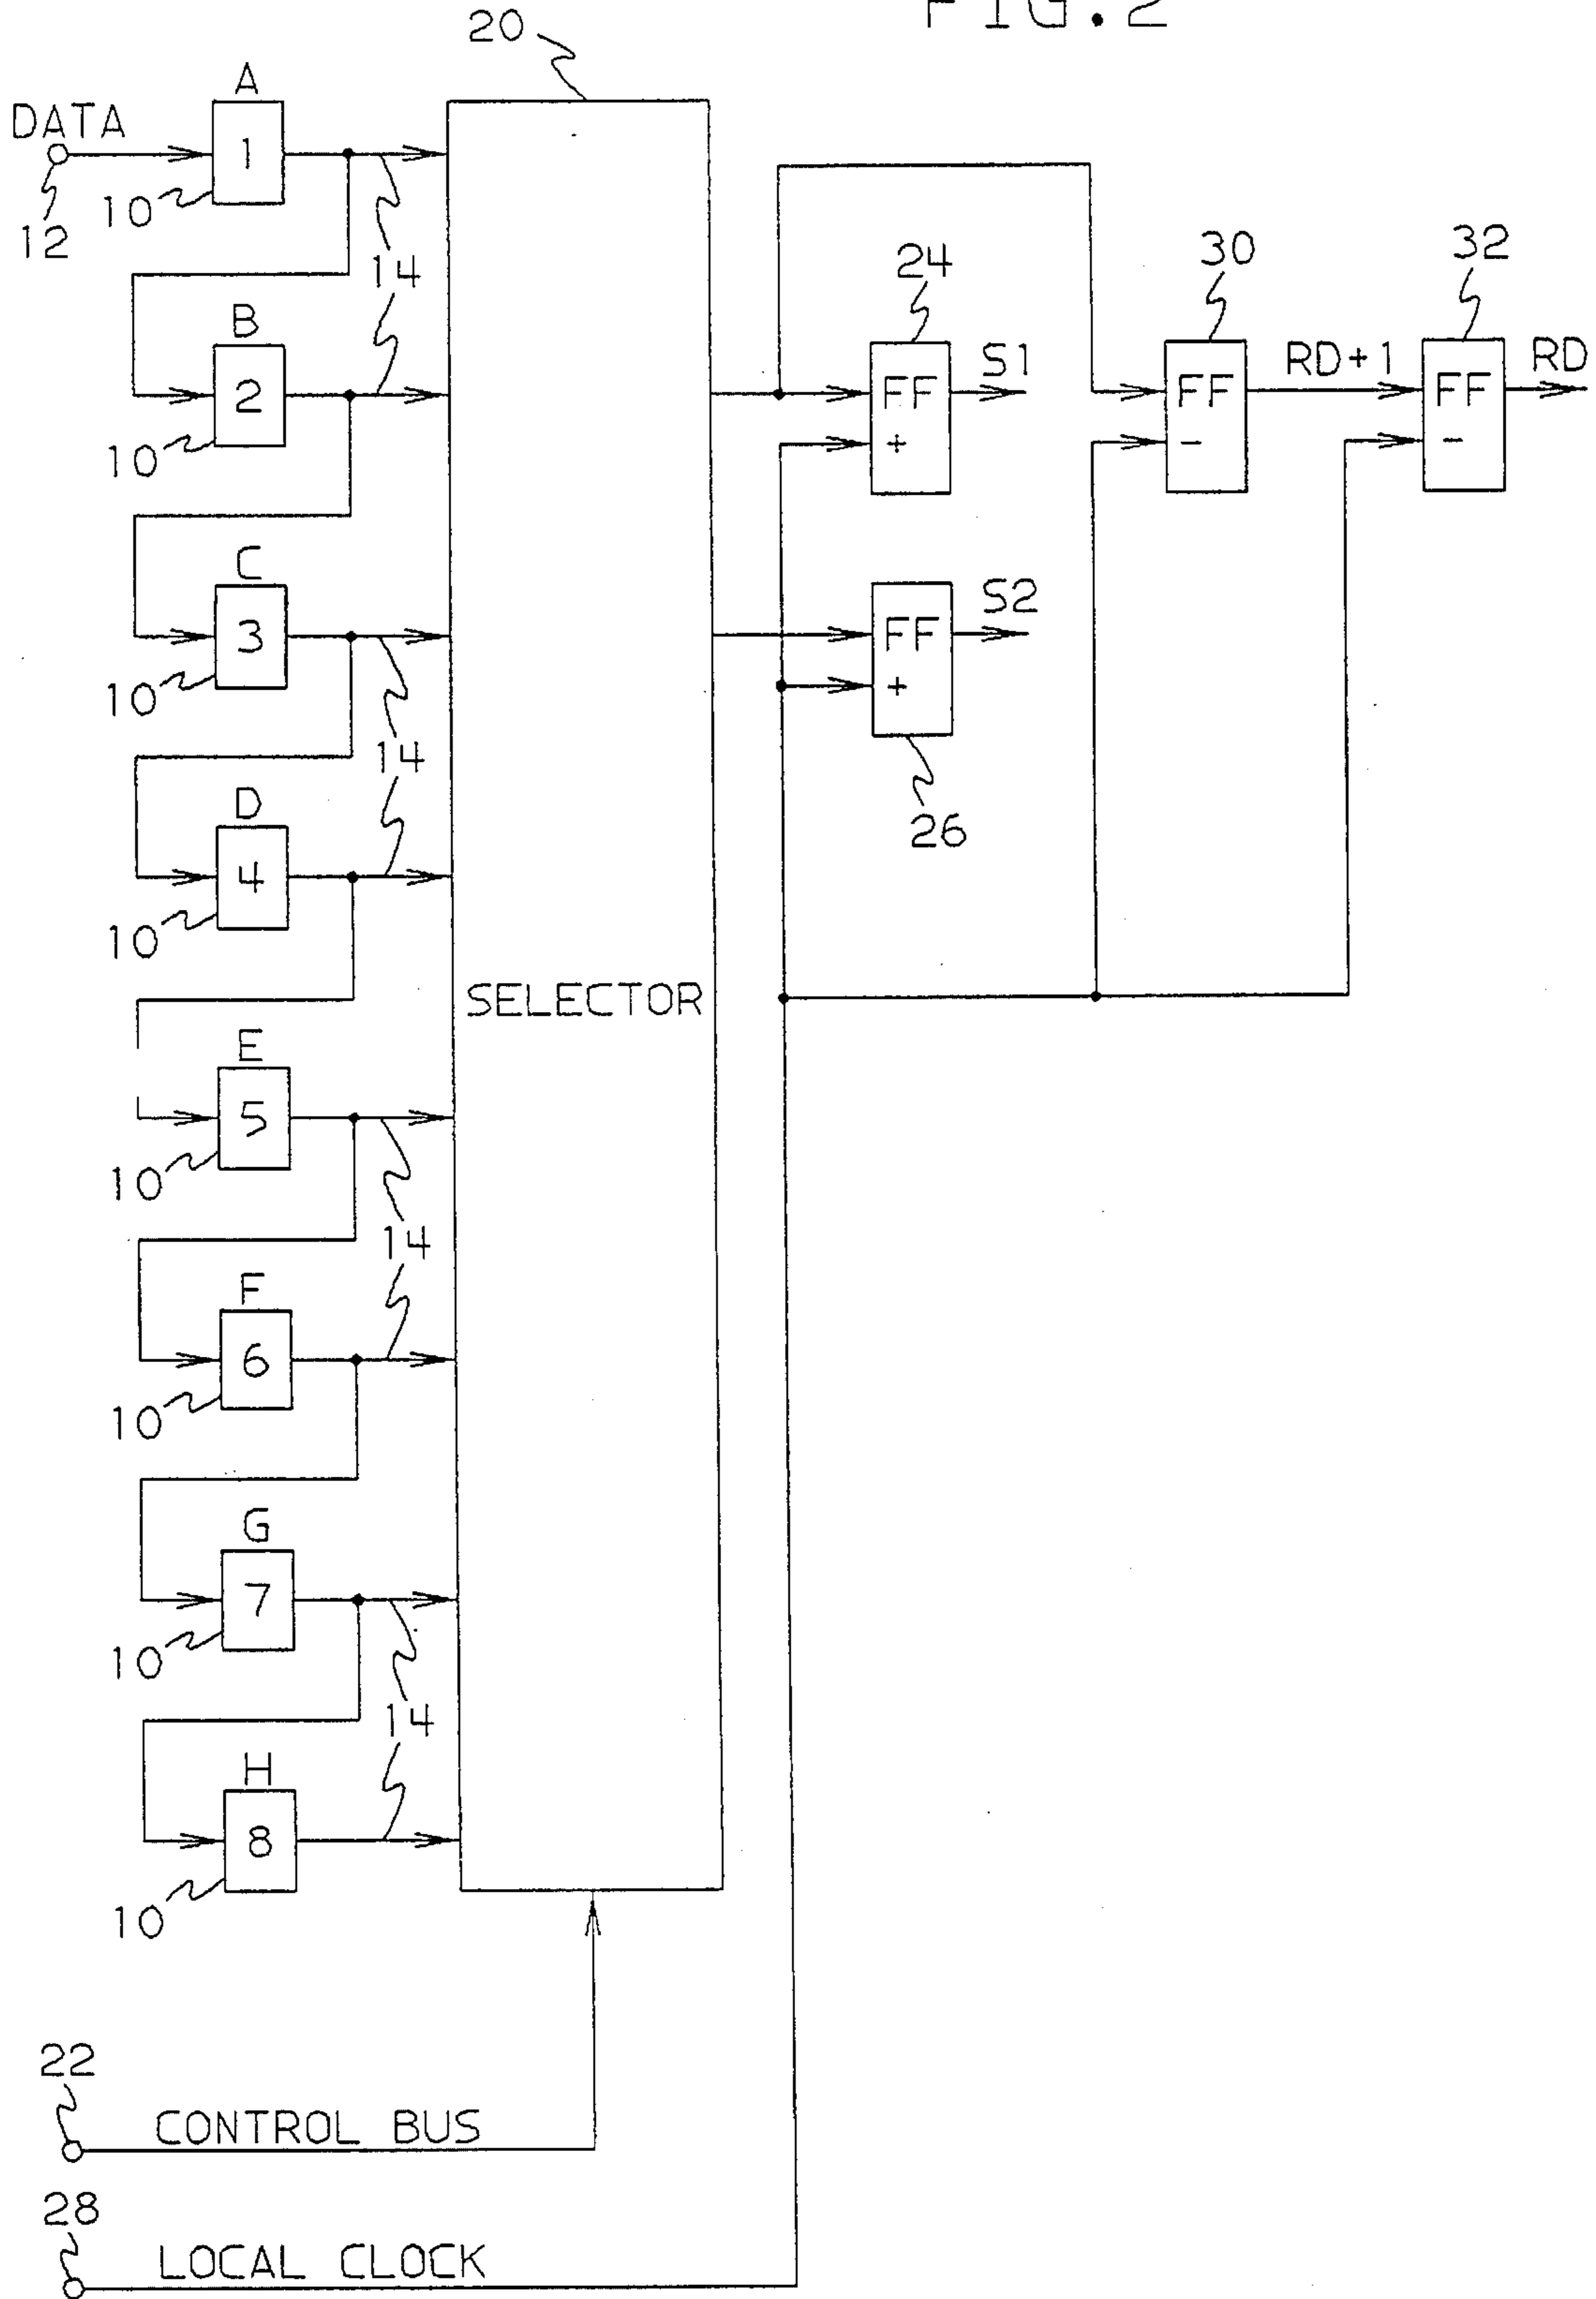 FIG.2
20
A
DATA
1
10
12
14
B
2
10
24
S1
FF
+
30
FF
-
RD+1
32
FF
-
RD
C
3
10
S2
FF
+
26
14
D
4
10
SELECTOR
E
5
10
14
F
6
10
G
7
10
14
H
8
10
22
CONTROL BUS
28
LOCAL CLOCK